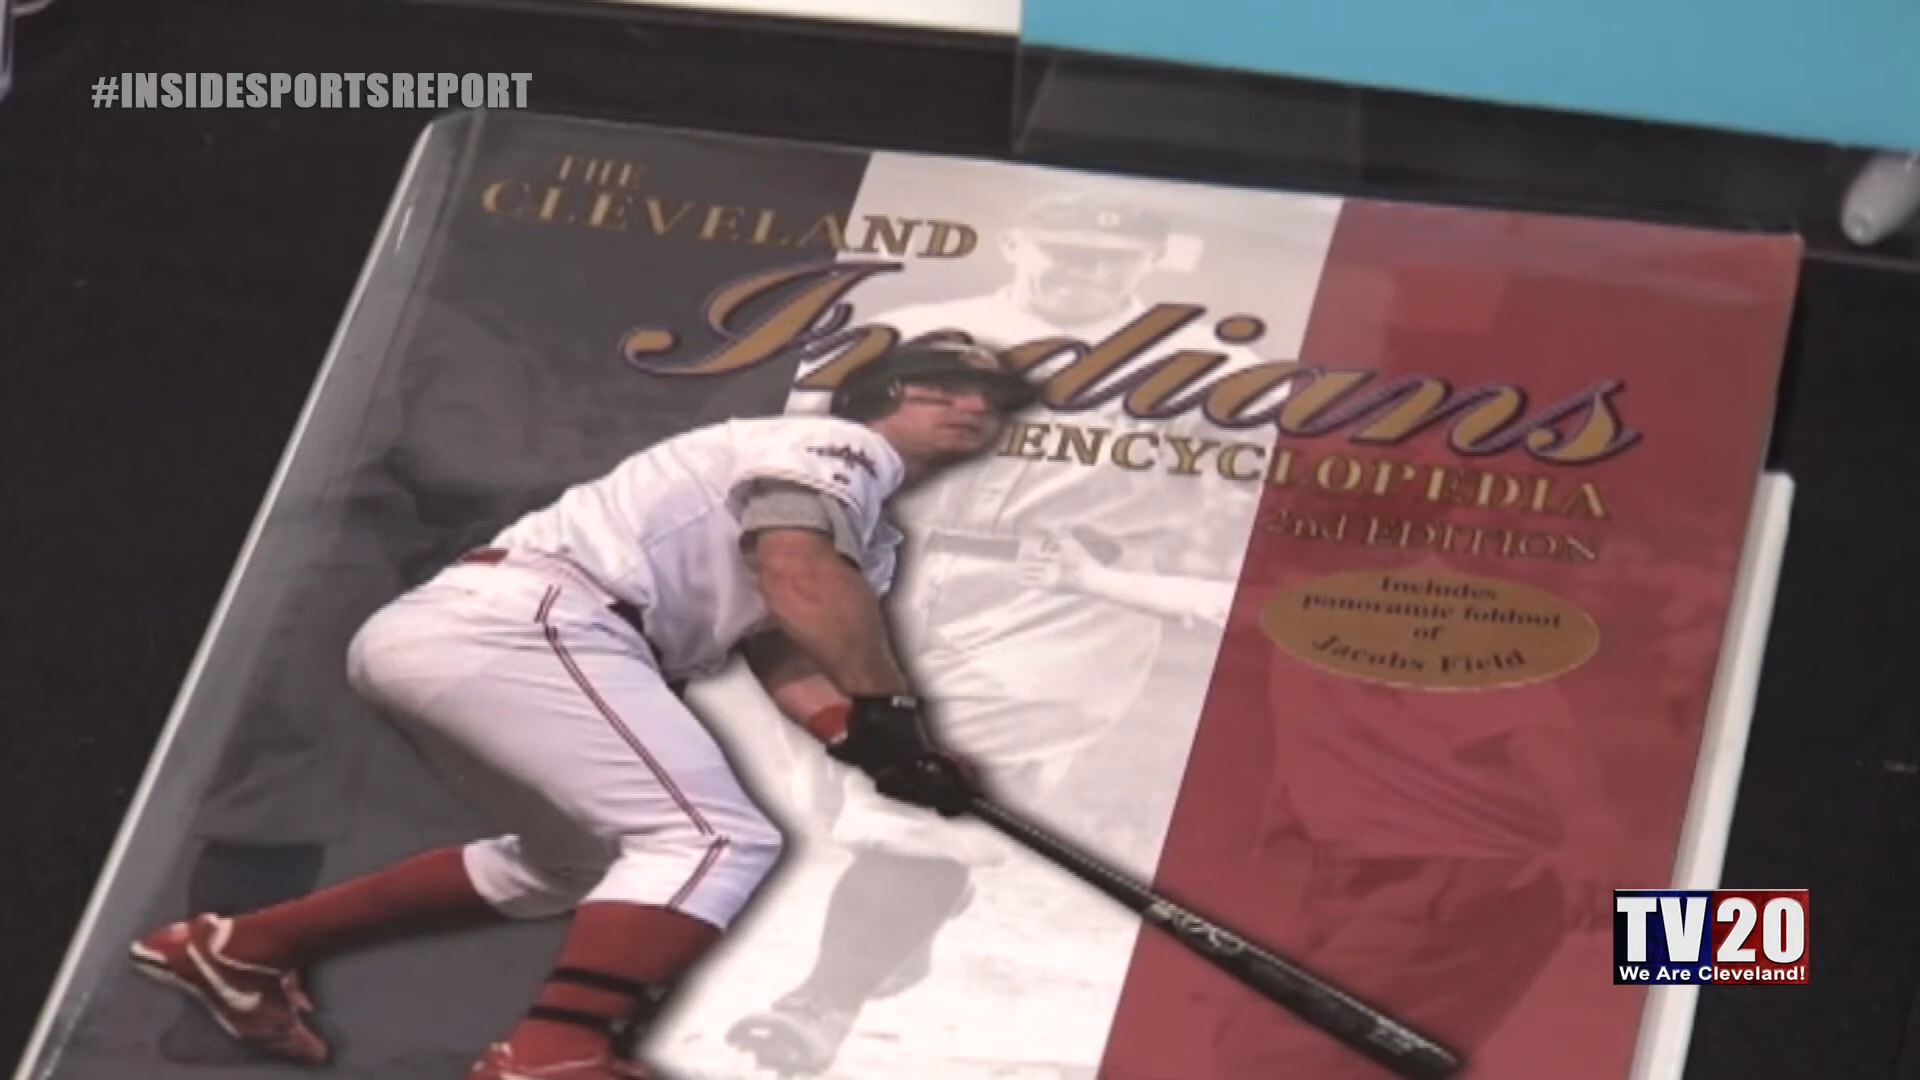 #INSIDESPORTSREPORT
THE
CLEVELAND
Indians
ENCYCLOPEDIA
2nd EDITION
Includes
panoramic foldout
of
Jacobs Field
TV20
We Are Cleveland!